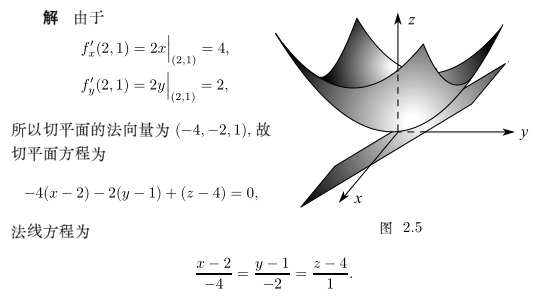 解 由于
f'_x(2,1) = 2x|_(2,1) = 4,
f'_y(2,1) = 2y|_(2,1) = 2,
所以切平面的法向量为 (−4,−2,1), 故
切平面方程为
−4(x − 2) − 2(y − 1) + (z − 4) = 0,
法线方程为
(x − 2)/(−4) = (y − 1)/(−2) = (z − 4)/1.
z
y
x
图 2.5